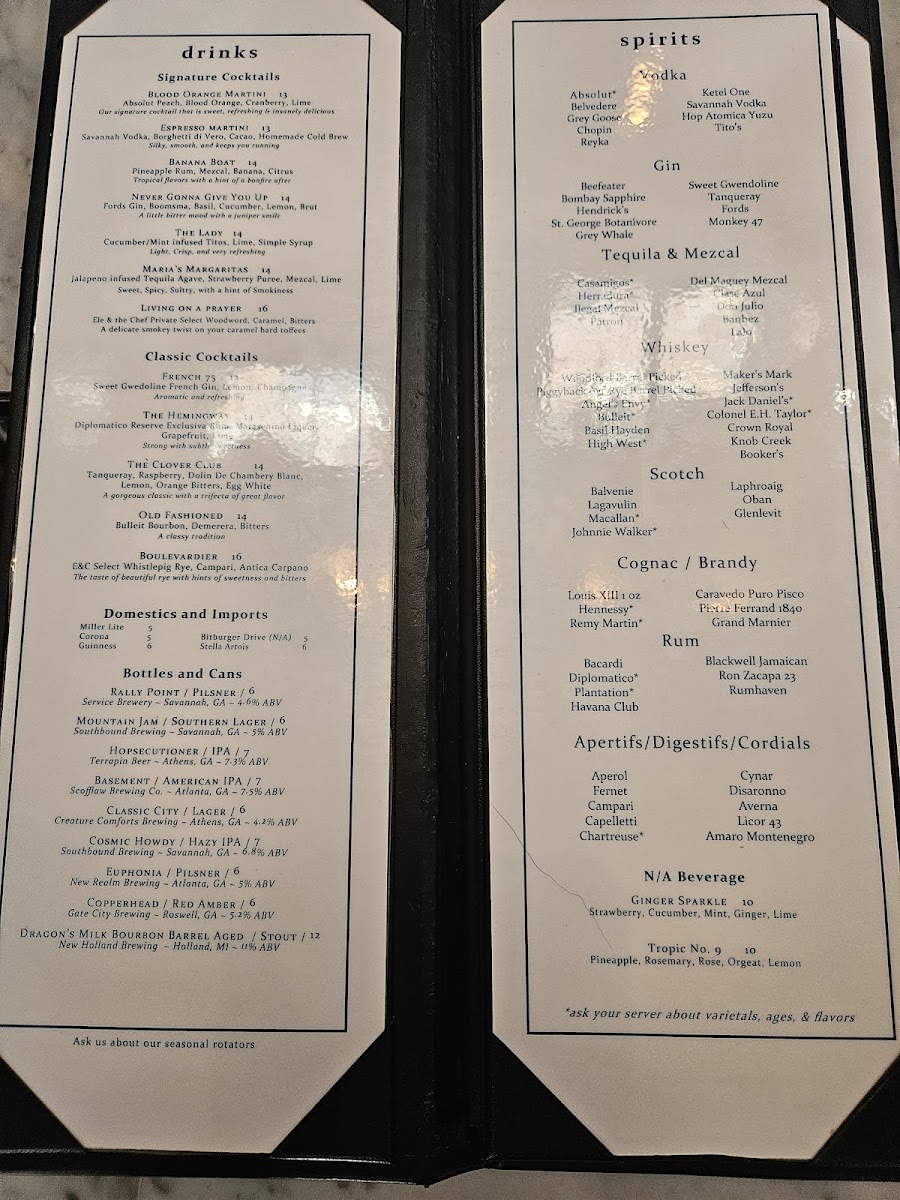 drinks
Signature Cocktails
Blood Orange Martini 13
Absolut Peach, Blood Orange, Cranberry, Lime
Our signature cocktail that is sweet, refreshing & insanely delicious
Espresso martini 13
Savannah Vodka, Borghetti di Vero, Cacao, Homemade Cold Brew
Silky, smooth, and keeps you running
Banana Boat 14
Pineapple Rum, Mezcal, Banana, Citrus
Tropical flavors with a hint of a bonfire after
Never Gonna Give You Up 14
Fords Gin, Boomsma, Basil, Cucumber, Lemon, Brut
A little bitter mood with a juniper smile
The Lady 14
Cucumber/Mint infused Titos, Lime, Simple Syrup
Light, Crisp, and very refreshing
Maria's Margaritas 14
Jalapeno infused Tequila Agave, Strawberry Puree, Mezcal, Lime
Sweet, Spicy, Sultry, with a hint of Smokiness
Living on a prayer 16
Ele & the Chef Private Select Woodword, Caramel, Bitters
A delicate smokey twist on your caramel hard toffees
Classic Cocktails
French 75
Sweet Gwedoline French Gin, Lemon, Champagne
Aromatic and refreshing
The Hemingway
Diplomatico Reserve Exclusiva Rum, Maraschino Liquer,
Grapefruit, Lime
Strong with subtle sweetness
The Clover Club 14
Tanqueray, Raspberry, Dolin De Chambery Blanc,
Lemon, Orange Bitters, Egg White
A gorgeous classic with a trifecta of great flavor
Old Fashioned 14
Bulleit Bourbon, Demerera, Bitters
A classy tradition
Boulevardier 16
E&C Select Whistlepig Rye, Campari, Antica Carpano
The taste of beautiful rye with hints of sweetness and bitters
Domestics and Imports
Miller Lite 5
Corona 5 Bitburger Drive (N/A) 5
Guinness 6 Stella Artois 6
Bottles and Cans
Rally Point / Pilsner / 6
Service Brewery ~ Savannah, GA ~ 4.6% ABV
Mountain Jam / Southern Lager / 6
Southbound Brewing ~ Savannah, GA ~ 5% ABV
Hopsecutioner / IPA / 7
Terrapin Beer ~ Athens, GA ~ 7.3% ABV
Basement / American IPA / 7
Scofflaw Brewing Co. ~ Atlanta, GA ~ 7.5% ABV
Classic City / Lager / 6
Creature Comforts Brewing ~ Athens, GA ~ 4.2% ABV
Cosmic Howdy / Hazy IPA / 7
Southbound Brewing ~ Savannah, GA ~ 6.8% ABV
Euphonia / Pilsner / 6
New Realm Brewing ~ Atlanta, GA ~ 5% ABV
Copperhead / Red Amber / 6
Gate City Brewing ~ Roswell, GA ~ 5.2% ABV
Dragon's Milk Bourbon Barrel Aged / Stout / 12
New Holland Brewing ~ Holland, MI ~ 11% ABV
Ask us about our seasonal rotators
spirits
Vodka
Absolut*
Belvedere
Grey Goose
Chopin
Reyka
Ketel One
Savannah Vodka
Hop Atomica Yuzu
Tito's
Gin
Beefeater
Bombay Sapphire
Hendrick's
St. George Botanivore
Grey Whale
Sweet Gwendoline
Tanqueray
Fords
Monkey 47
Tequila & Mezcal
Casamigos*
Herradura*
Ilegal Mezcal
Patron
Del Maguey Mezcal
Clase Azul
Don Julio
Banhez
Lalo
Whiskey
Woodford Barrel Picked
Piggyback 6yr Rye Barrel Picked
Angel's Envy*
Bulleit*
Basil Hayden
High West*
Maker's Mark
Jefferson's
Jack Daniel's*
Colonel E.H. Taylor*
Crown Royal
Knob Creek
Booker's
Scotch
Balvenie
Lagavulin
Macallan*
Johnnie Walker*
Laphroaig
Oban
Glenlevit
Cognac / Brandy
Louis XIII 1 oz
Hennesy*
Remy Martin*
Caravedo Puro Pisco
Pierre Ferrand 1840
Grand Marnier
Rum
Bacardi
Diplomatico*
Plantation*
Havana Club
Blackwell Jamaican
Ron Zacapa 23
Rumhaven
Apertifs/Digestifs/Cordials
Aperol
Fernet
Campari
Capelletti
Chartreuse*
Cynar
Disaronno
Averna
Licor 43
Amaro Montenegro
N/A Beverage
Ginger Sparkle 10
Strawberry, Cucumber, Mint, Ginger, Lime
Tropic No. 9 10
Pineapple, Rosemary, Rose, Orgeat, Lemon
*ask your server about varietals, ages, & flavors